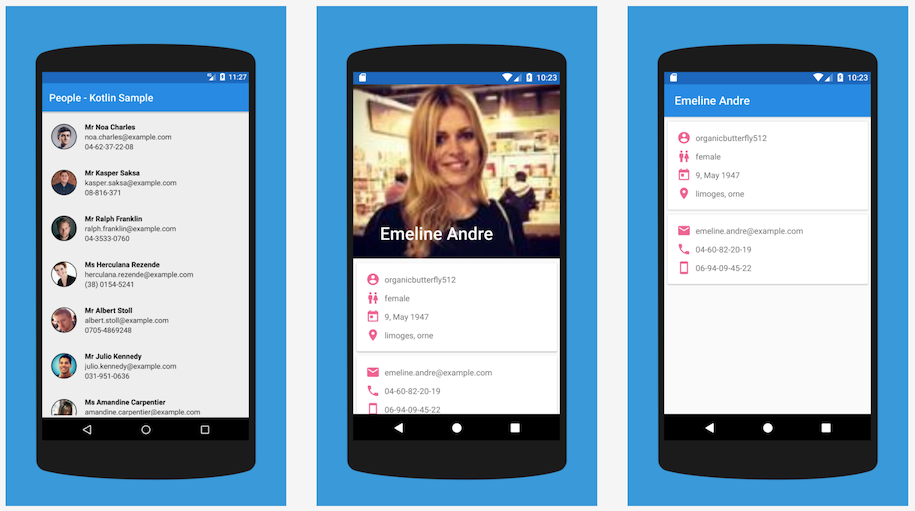 11:27
People - Kotlin Sample
Mr Noa Charles
noa.charles@example.com
04-62-37-22-08
Mr Kasper Saksa
kasper.saksa@example.com
08-816-371
Mr Ralph Franklin
ralph.franklin@example.com
04-3533-0760
Ms Herculana Rezende
herculana.rezende@example.com
(38) 0154-5241
Mr Albert Stoll
albert.stoll@example.com
0705-4869248
Mr Julio Kennedy
julio.kennedy@example.com
031-951-0636
Ms Amandine Carpentier
amandine.carpentier@example.com
10:23
Emeline Andre
organicbutterfly512
female
9, May 1947
limoges, orne
emeline.andre@example.com
04-60-82-20-19
06-94-09-45-22
10:23
Emeline Andre
organicbutterfly512
female
9, May 1947
limoges, orne
emeline.andre@example.com
04-60-82-20-19
06-94-09-45-22